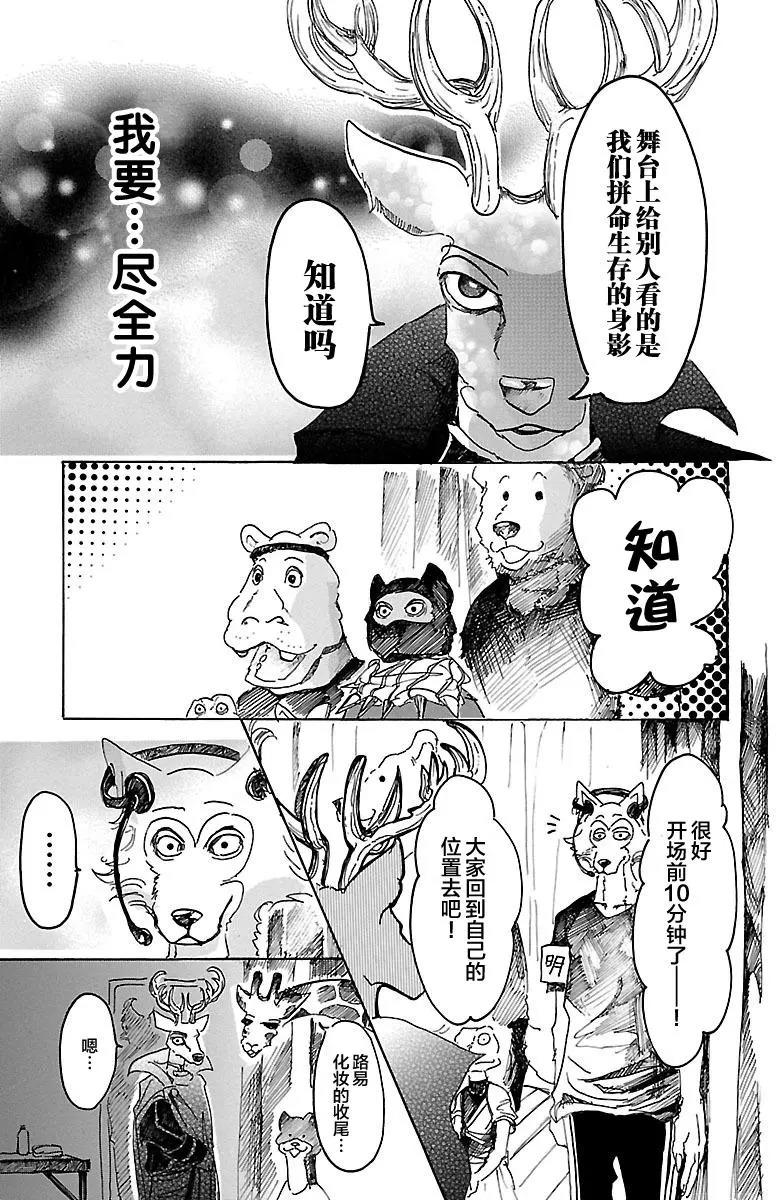 舞台上给别人看的是
我们拼命生存的身影
知道吗
我要…尽全力
知道
很好
开场前10分钟了——！
明
大家回到自己的
位置去吧！
……
路易
化妆的收尾…
嗯…